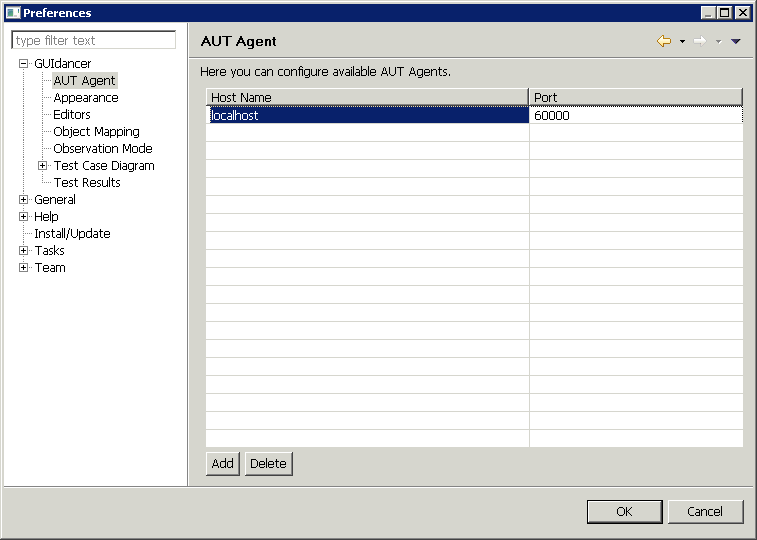 Preferences
type filter text
GUIdancer
AUT Agent
Appearance
Editors
Object Mapping
Observation Mode
Test Case Diagram
Test Results
General
Help
Install/Update
Tasks
Team
AUT Agent
Here you can configure available AUT Agents.
Host Name Port
localhost 60000
Add Delete
OK Cancel